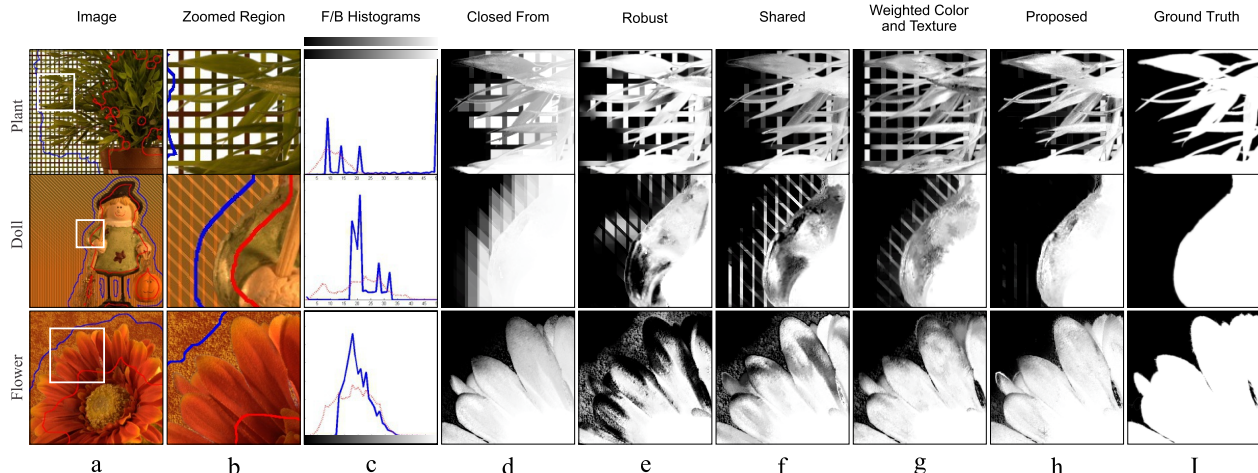 Image
Zoomed Region
F/B Histograms
Closed From
Robust
Shared
Weighted Color
and Texture
Proposed
Ground Truth
Plant
Doll
Flower
a
b
c
d
e
f
g
h
I